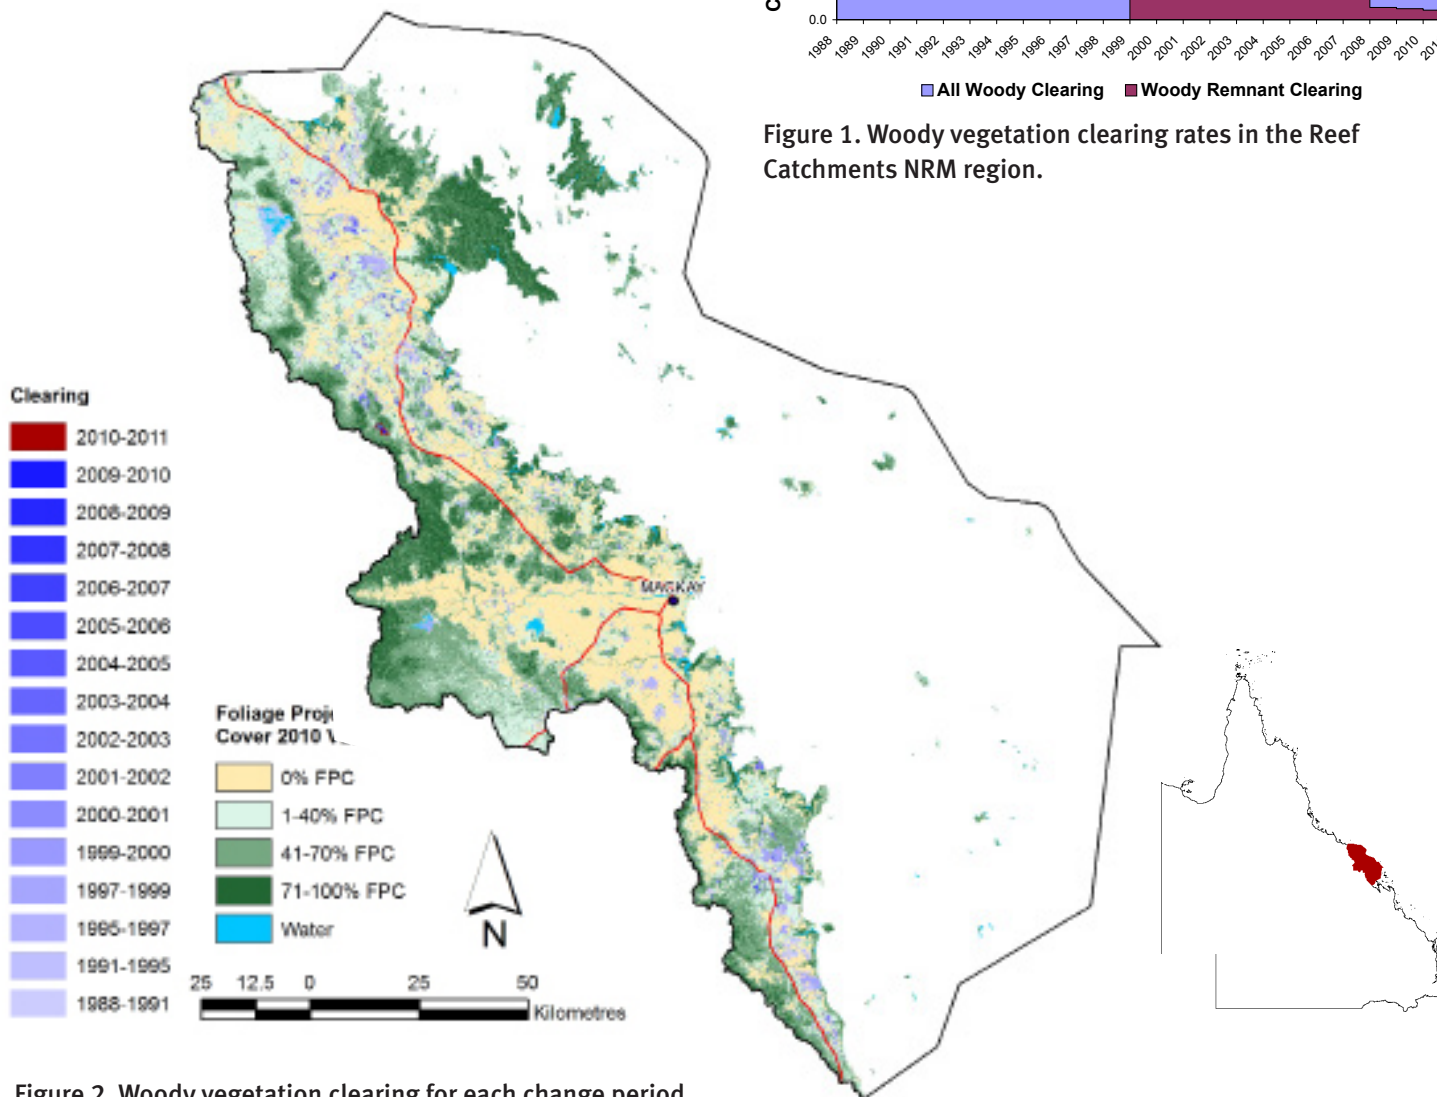 0.0
1988 1989 1990 1991 1992 1993 1994 1995 1996 1997 1998 1999 2000 2001 2002 2003 2004 2005 2006 2007 2008 2009 2010
All Woody Clearing Woody Remnant Clearing
Figure 1. Woody vegetation clearing rates in the Reef
Catchments NRM region.
MACKAY
Clearing
2010-2011
2009-2010
2008-2009
2007-2008
2006-2007
2005-2006
2004-2005
2003-2004
2002-2003
2001-2002
2000-2001
1999-2000
1997-1999
1995-1997
1991-1995
1988-1991
Foliage
Cover 2010
0% FPC
1-40% FPC
41-70% FPC
71-100% FPC
Water
N
25 12.5 0 25 50
Kilometres
Figure 2. Woody vegetation clearing for each change period